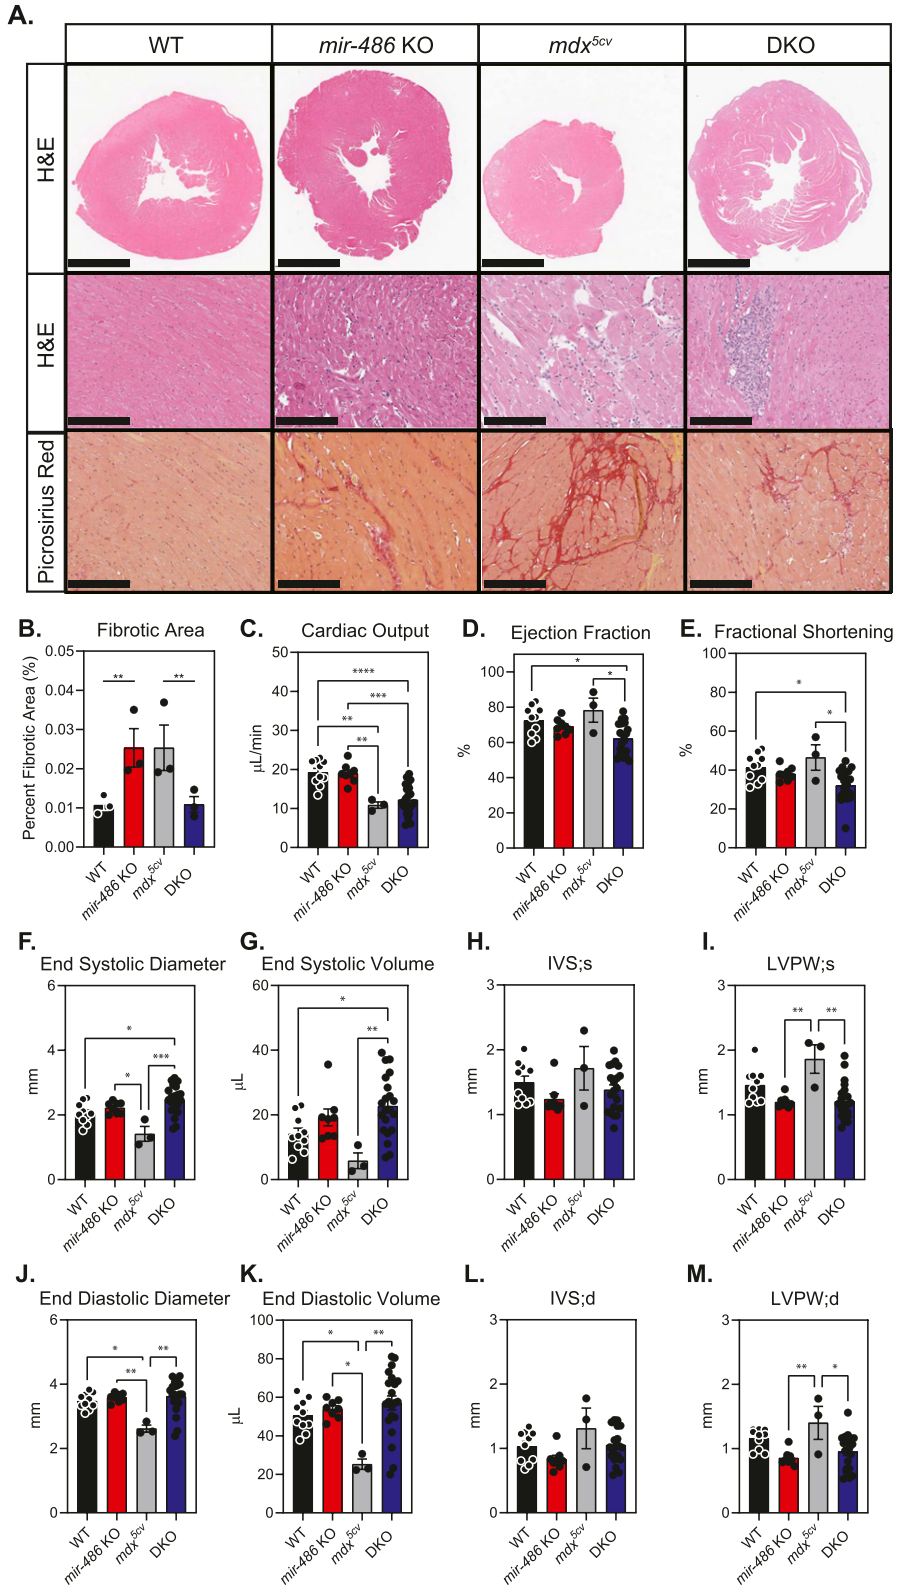 A.
WT
mir-486 KO
mdx5cv
DKO
H&E
H&E
Picrosirius Red
B.
Fibrotic Area
Percent Fibrotic Area (%)
0.05
0.04
0.03
0.02
0.01
0.00
**
**
WT
mir-486 KO
mdx5cv
DKO
C.
Cardiac Output
μL/min
50
40
30
20
10
0
****
***
**
**
WT
mir-486 KO
mdx5cv
DKO
D.
Ejection Fraction
%
100
80
60
40
20
0
*
*
WT
mir-486 KO
mdx5cv
DKO
E.
Fractional Shortening
%
100
80
60
40
20
0
*
*
WT
mir-486 KO
mdx5cv
DKO
F.
End Systolic Diameter
mm
6
4
2
0
*
***
*
WT
mir-486 KO
mdx5cv
DKO
G.
End Systolic Volume
μL
60
40
20
0
*
**
WT
mir-486 KO
mdx5cv
DKO
H.
IVS;s
mm
3
2
1
0
WT
mir-486 KO
mdx5cv
DKO
I.
LVPW;s
mm
3
2
1
0
**
**
WT
mir-486 KO
mdx5cv
DKO
J.
End Diastolic Diameter
mm
6
4
2
0
*
**
**
WT
mir-486 KO
mdx5cv
DKO
K.
End Diastolic Volume
μL
100
80
60
40
20
0
*
**
*
WT
mir-486 KO
mdx5cv
DKO
L.
IVS;d
mm
3
2
1
0
WT
mir-486 KO
mdx5cv
DKO
M.
LVPW;d
mm
3
2
1
0
**
*
WT
mir-486 KO
mdx5cv
DKO